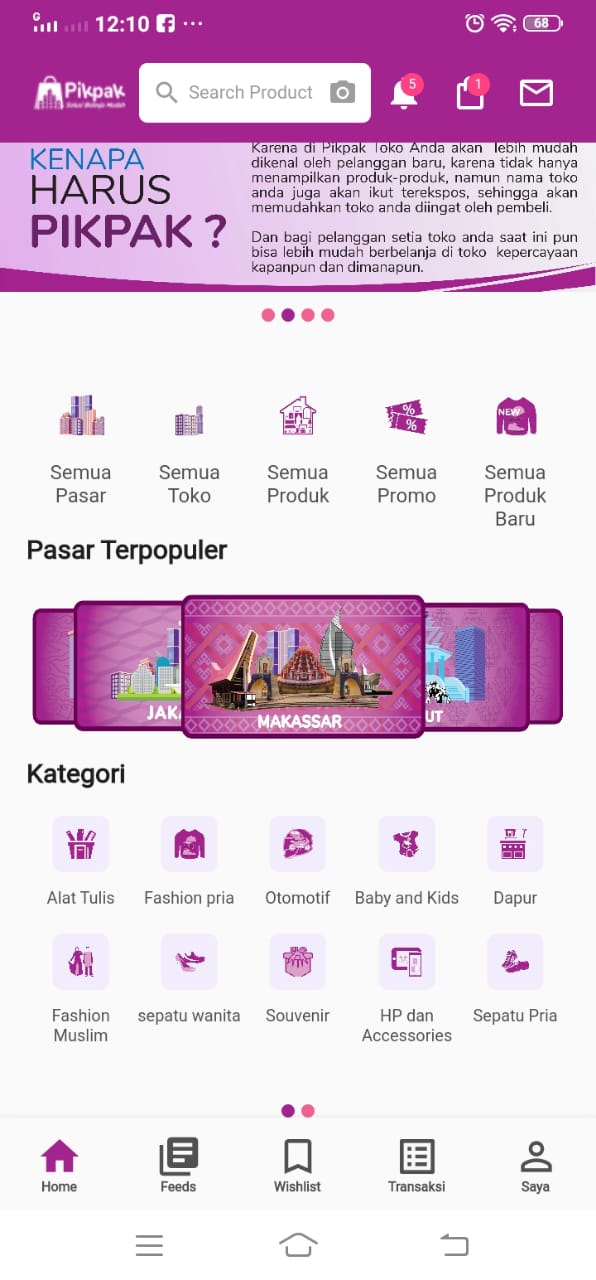 G
12:10
68
Pikpak
Solusi Belanja Mudah
Search Product
5
1
KENAPA
HARUS
PIKPAK ?
Karena di Pikpak Toko Anda akan lebih mudah
dikenal oleh pelanggan baru, karena tidak hanya
menampilkan produk-produk, namun nama toko
anda juga akan ikut terekspos, sehingga akan
memudahkan toko anda diingat oleh pembeli.
Dan bagi pelanggan setia toko anda saat ini pun
bisa lebih mudah berbelanja di toko kepercayaan
kapanpun dan dimanapun.
%
%
NEW
Semua
Pasar
Semua
Toko
Semua
Produk
Semua
Promo
Semua
Produk
Baru
Pasar Terpopuler
JAKA
MAKASSAR
UT
Kategori
Alat Tulis
Fashion pria
Otomotif
Baby and Kids
Dapur
Fashion
Muslim
sepatu wanita
Souvenir
HP dan
Accessories
Sepatu Pria
Home
Feeds
Wishlist
Transaksi
Saya